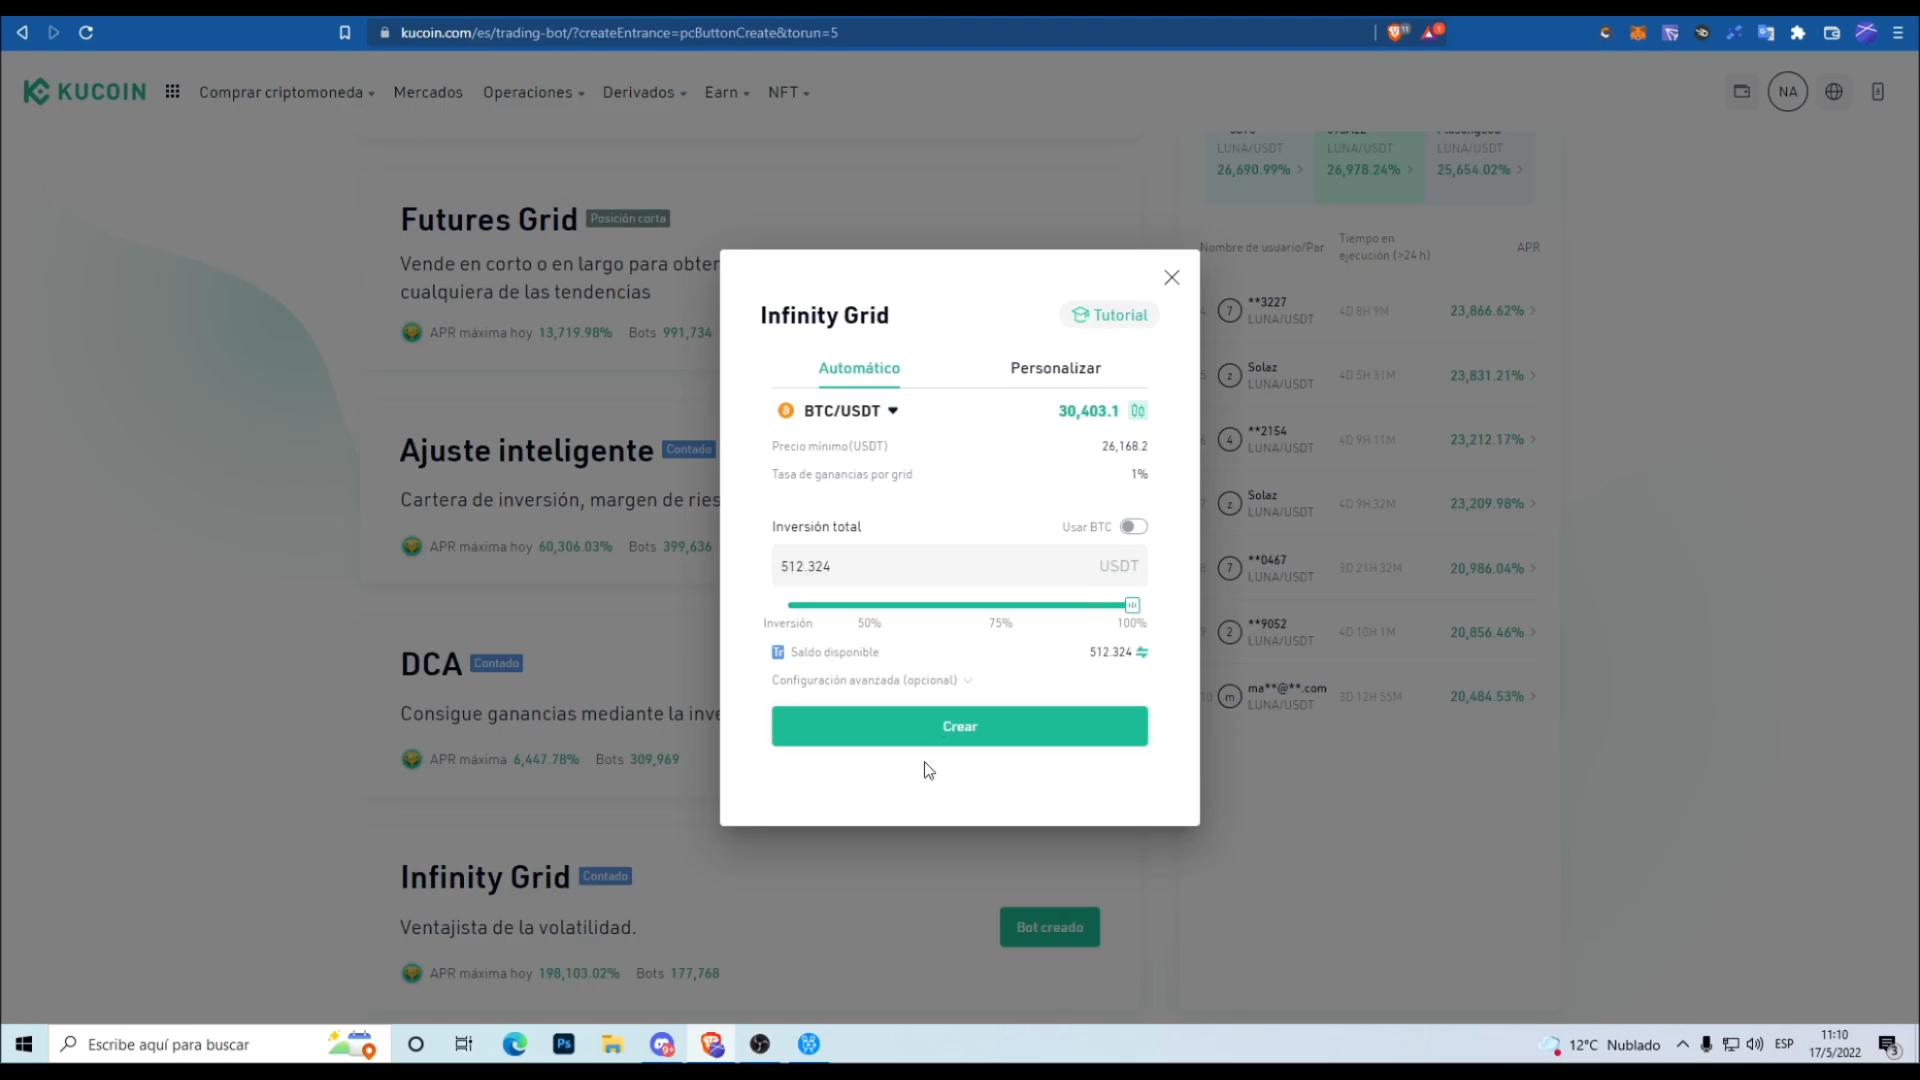 kucoin.com/es/trading-bot/?createEntrance=pcButtonCreate&torun=5
KUCOIN
Comprar criptomoneda
Mercados
Operaciones
Derivados
Earn
NFT
NA
LUNA/USDT
26,690.99%
LUNA/USDT
26,978.24%
LUNA/USDT
25,654.02%
Futures Grid
Posición corta
Vende en corto o en largo para obter
cualquiera de las tendencias
APR máxima hoy 13,719.98% Bots 991,734
Ajuste inteligente
Contado
Cartera de inversión, margen de ries
APR máxima hoy 60,306.03% Bots 399,636
DCA
Contado
Consigue ganancias mediante la inve
APR máxima 6,447.78% Bots 309,969
Infinity Grid
Contado
Ventajista de la volatilidad.
Bot creado
APR máxima hoy 198,103.02% Bots 177,768
Infinity Grid
Tutorial
Automático
Personalizar
BTC/USDT
30,403.1
Precio mínimo(USDT)
26,168.2
Tasa de ganancias por grid
1%
Inversión total
Usar BTC
512.324
USDT
Inversión
50%
75%
100%
Tr Saldo disponible
512.324
Configuración avanzada (opcional)
Crear
Nombre de usuario/Par
Tiempo en
ejecución (>24 h)
APR
7
**3227
LUNA/USDT
4D 8H 9M
23,866.62%
5
z
Solaz
LUNA/USDT
4D 5H 31M
23,831.21%
6
4
**2154
LUNA/USDT
4D 9H 11M
23,212.17%
z
Solaz
LUNA/USDT
4D 9H 32M
23,209.98%
8
7
**0467
LUNA/USDT
3D 21H 32M
20,986.04%
9
2
**9052
LUNA/USDT
4D 10H 1M
20,856.46%
10
m
ma**@**.com
LUNA/USDT
3D 12H 55M
20,484.53%
Escribe aquí para buscar
Ps
12°C Nublado
ESP
11:10
17/5/2022
3